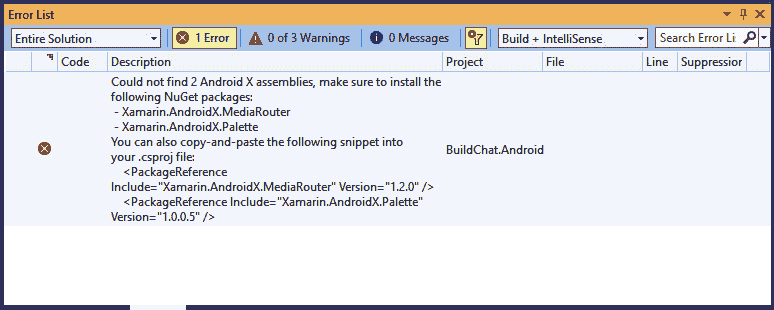 Error List
Entire Solution
1 Error
0 of 3 Warnings
0 Messages
Build + IntelliSense
Search Error Li
Code
Description
Project
File
Line
Suppression
Could not find 2 Android X assemblies, make sure to install the
following NuGet packages:
- Xamarin.AndroidX.MediaRouter
- Xamarin.AndroidX.Palette
You can also copy-and-paste the following snippet into
your .csproj file:
<PackageReference
Include="Xamarin.AndroidX.MediaRouter" Version="1.2.0" />
<PackageReference Include="Xamarin.AndroidX.Palette"
Version="1.0.0.5" />
BuildChat.Android